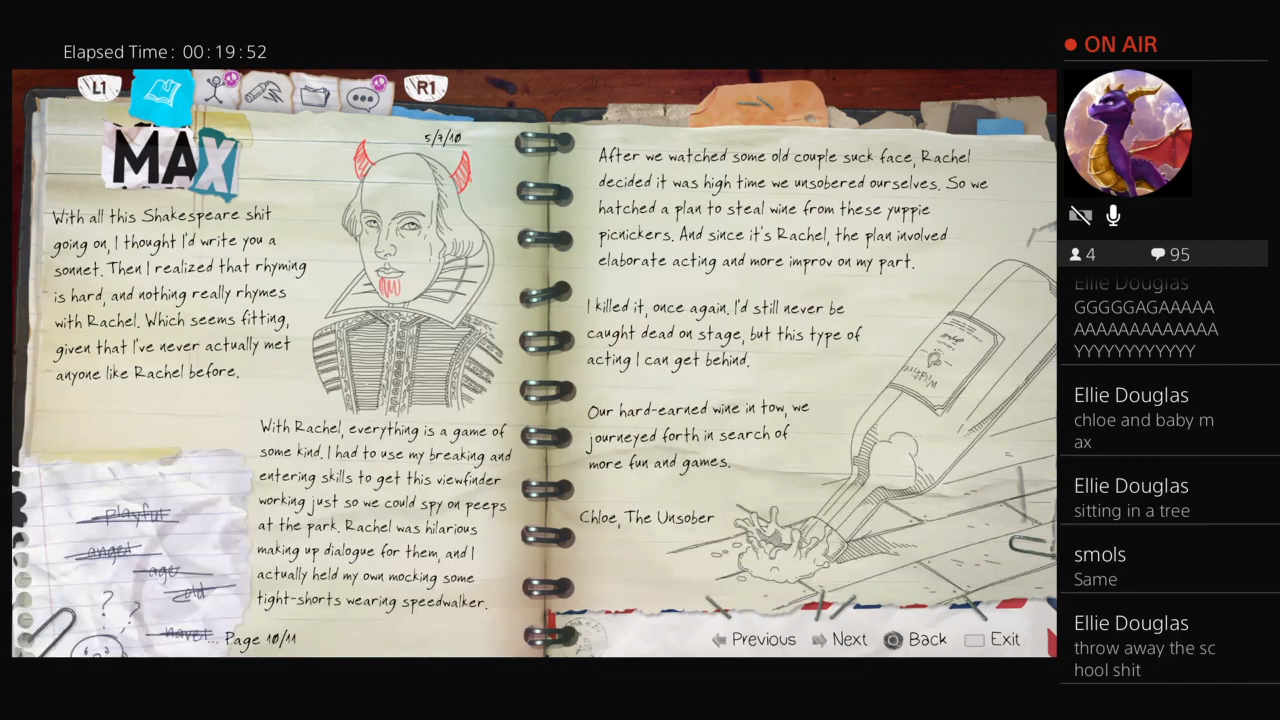 Elapsed Time: 00:19:52
L1
R1
MAX
5/7/10
With all this Shakespeare shit
going on, I thought I'd write you a
sonnet. Then I realized that rhyming
is hard, and nothing really rhymes
with Rachel. Which seems fitting,
given that I've never actually met
anyone like Rachel before.
With Rachel, everything is a game of
some kind. I had to use my breaking and
entering skills to get this viewfinder
working just so we could spy on peeps
at the park. Rachel was hilarious
making up dialogue for them, and I
actually held my own mocking some
tight-shorts wearing speedwalker.
playful
angel
age
old
navel...
? ?
Page 10/11
After we watched some old couple suck face, Rachel
decided it was high time we unsobered ourselves. So we
hatched a plan to steal wine from these yuppie
picnickers. And since it's Rachel, the plan involved
elaborate acting and more improv on my part.
I killed it, once again. I'd still never be
caught dead on stage, but this type of
acting I can get behind.
Our hard-earned wine in tow, we
journeyed forth in search of
more fun and games.
Chloe, The Unsober
Previous
Next
Back
Exit
ON AIR
4
95
Ellie Douglas
GGGGGAGAAAAA
AAAAAAAAAAAAA
YYYYYYYYYYYY
Ellie Douglas
chloe and baby m
ax
Ellie Douglas
sitting in a tree
smols
Same
Ellie Douglas
throw away the sc
hool shit